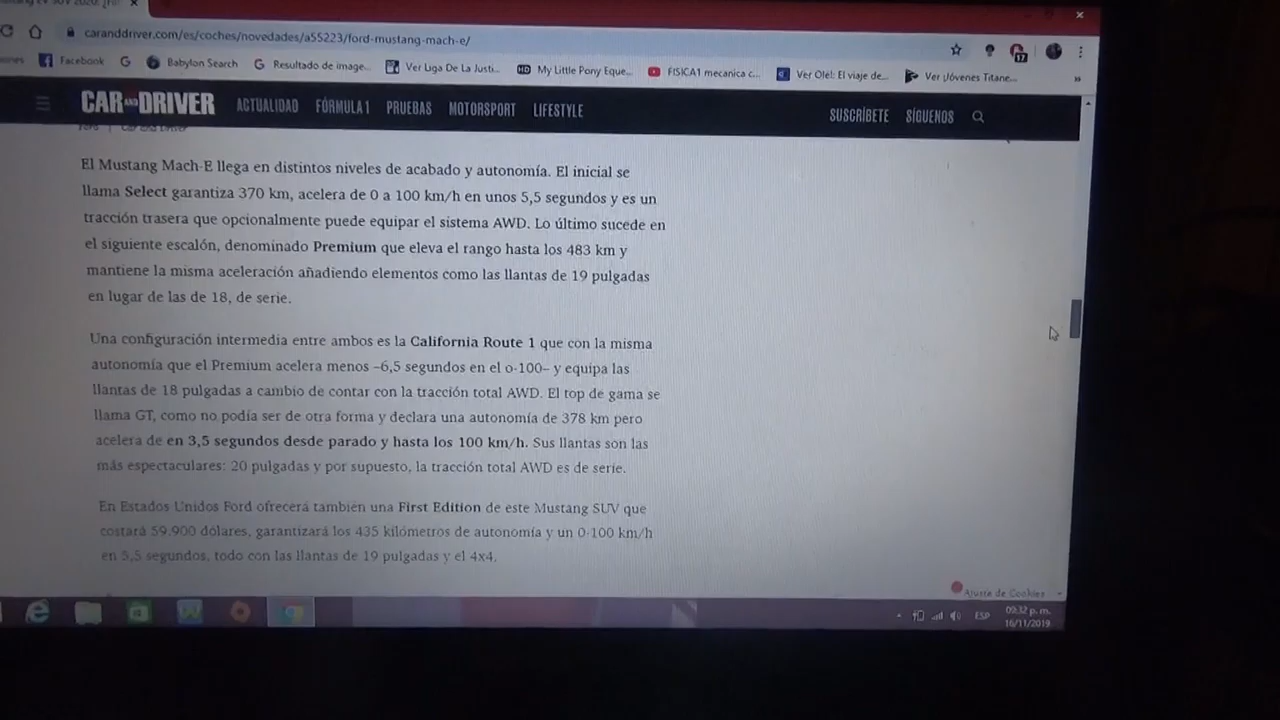 caranddriver.com/es/coches/novedades/a55223/ford-mustang-mach-e/
Facebook
Babylon Search
Resultado de image...
Ver Liga De La Justi...
My Little Pony Eque...
FISICA1 mecanica c...
Ver Olé!: El viaje de...
Ver ¡Jóvenes Titane...
»
CAR AND DRIVER ACTUALIDAD FÓRMULA 1 PRUEBAS MOTORSPORT LIFESTYLE SUSCRÍBETE SÍGUENOS
Ford | Car and Driver
El Mustang Mach-E llega en distintos niveles de acabado y autonomía. El inicial se
llama Select garantiza 370 km, acelera de 0 a 100 km/h en unos 5,5 segundos y es un
tracción trasera que opcionalmente puede equipar el sistema AWD. Lo último sucede en
el siguiente escalón, denominado Premium que eleva el rango hasta los 483 km y
mantiene la misma aceleración añadiendo elementos como las llantas de 19 pulgadas
en lugar de las de 18, de serie.
Una configuración intermedia entre ambos es la California Route 1 que con la misma
autonomía que el Premium acelera menos –6,5 segundos en el 0-100– y equipa las
llantas de 18 pulgadas a cambio de contar con la tracción total AWD. El top de gama se
llama GT, como no podía ser de otra forma y declara una autonomía de 378 km pero
acelera de en 3,5 segundos desde parado y hasta los 100 km/h. Sus llantas son las
más espectaculares: 20 pulgadas y por supuesto, la tracción total AWD es de serie.
En Estados Unidos Ford ofrecerá también una First Edition de este Mustang SUV que
costará 59.900 dólares, garantizará los 435 kilómetros de autonomía y un 0-100 km/h
en 5,5 segundos, todo con las llantas de 19 pulgadas y el 4x4.
Ajuste de Cookies
ESP
09:32 p. m.
16/11/2019